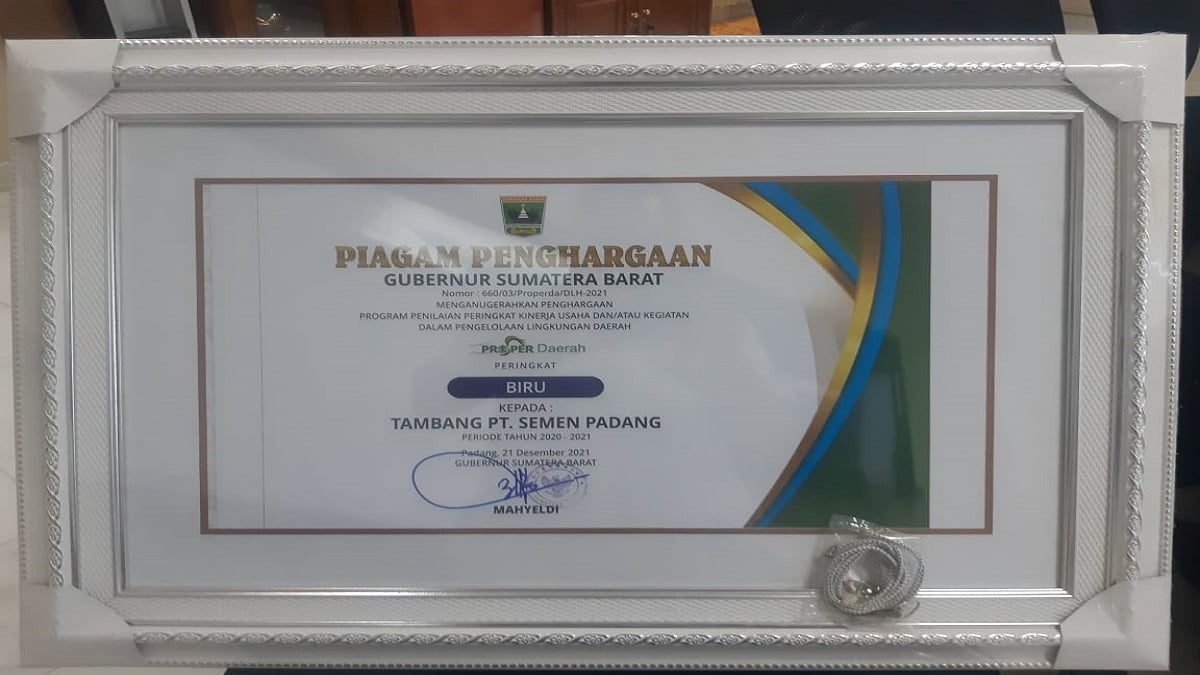 PIAGAM PENGHARGAAN
GUBERNUR SUMATERA BARAT
Nomor : 660/03/Properda/DLH-2021
MENGANUGERAHKAN PENGHARGAAN
PROGRAM PENILAIAN PERINGKAT KINERJA USAHA DAN/ATAU KEGIATAN
DALAM PENGELOLAAN LINGKUNGAN DAERAH
PROPER Daerah
PERINGKAT
BIRU
KEPADA :
TAMBANG PT. SEMEN PADANG
PERIODE TAHUN 2020 - 2021
Padang, 21 Desember 2021
GUBERNUR SUMATERA BARAT
MAHYELDI